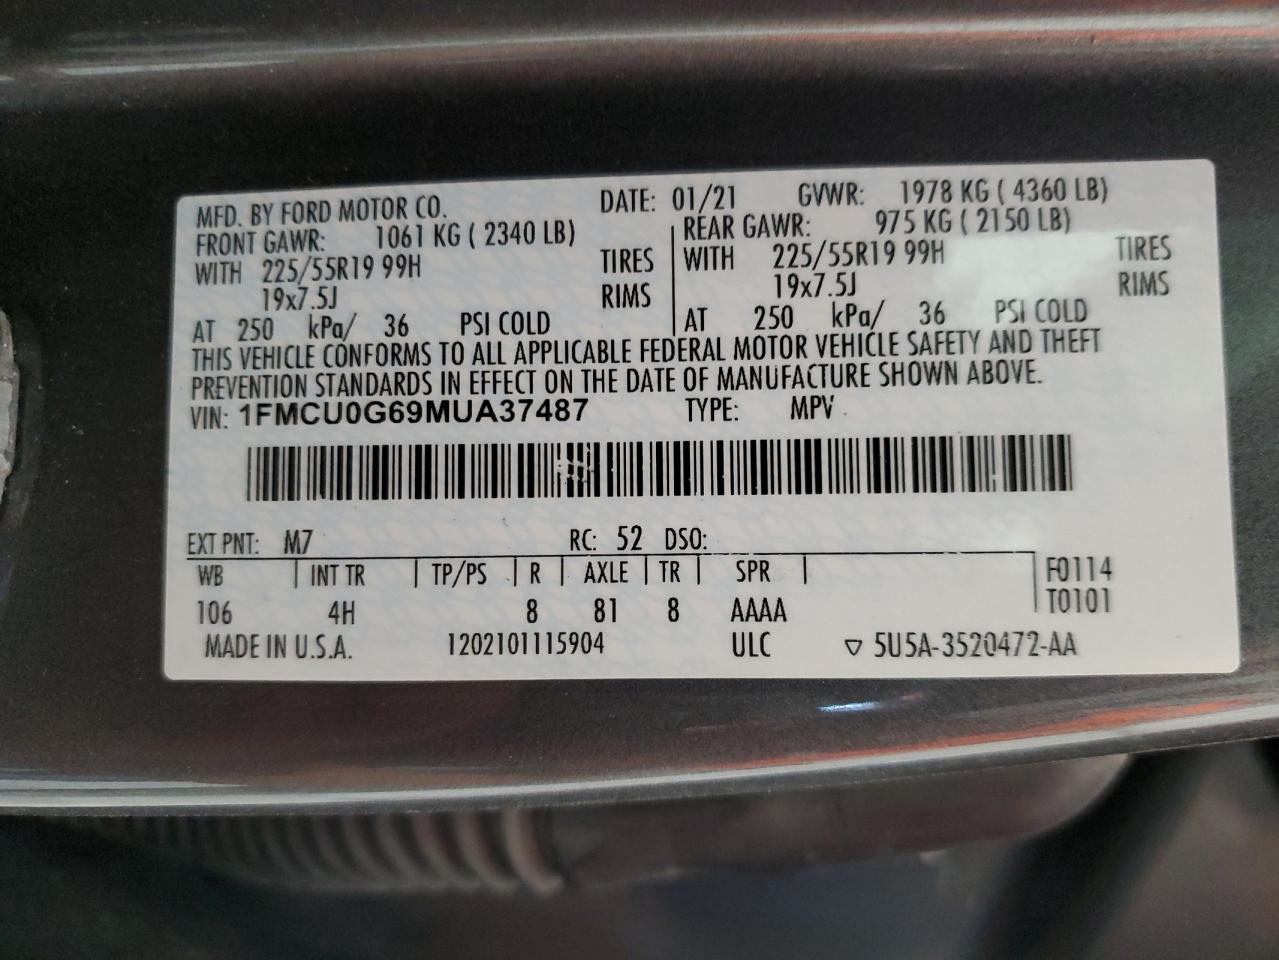 MFD. BY FORD MOTOR CO. DATE: 01/21 GVWR: 1978 KG ( 4360 LB)
FRONT GAWR: 1061 KG ( 2340 LB) REAR GAWR: 975 KG ( 2150 LB)
WITH 225/55R19 99H TIRES WITH 225/55R19 99H TIRES
19x7.5J RIMS 19x7.5J RIMS
AT 250 kPa/ 36 PSI COLD AT 250 kPa/ 36 PSI COLD
THIS VEHICLE CONFORMS TO ALL APPLICABLE FEDERAL MOTOR VEHICLE SAFETY AND THEFT
PREVENTION STANDARDS IN EFFECT ON THE DATE OF MANUFACTURE SHOWN ABOVE.
VIN: 1FMCU0G69MUA37487 TYPE: MPV
EXT PNT: M7 RC: 52 DSO:
WB INT TR TP/PS R AXLE TR SPR F0114
106 4H 8 81 8 AAAA T0101
MADE IN U.S.A. 1202101115904 ULC ▽ 5U5A-3520472-AA